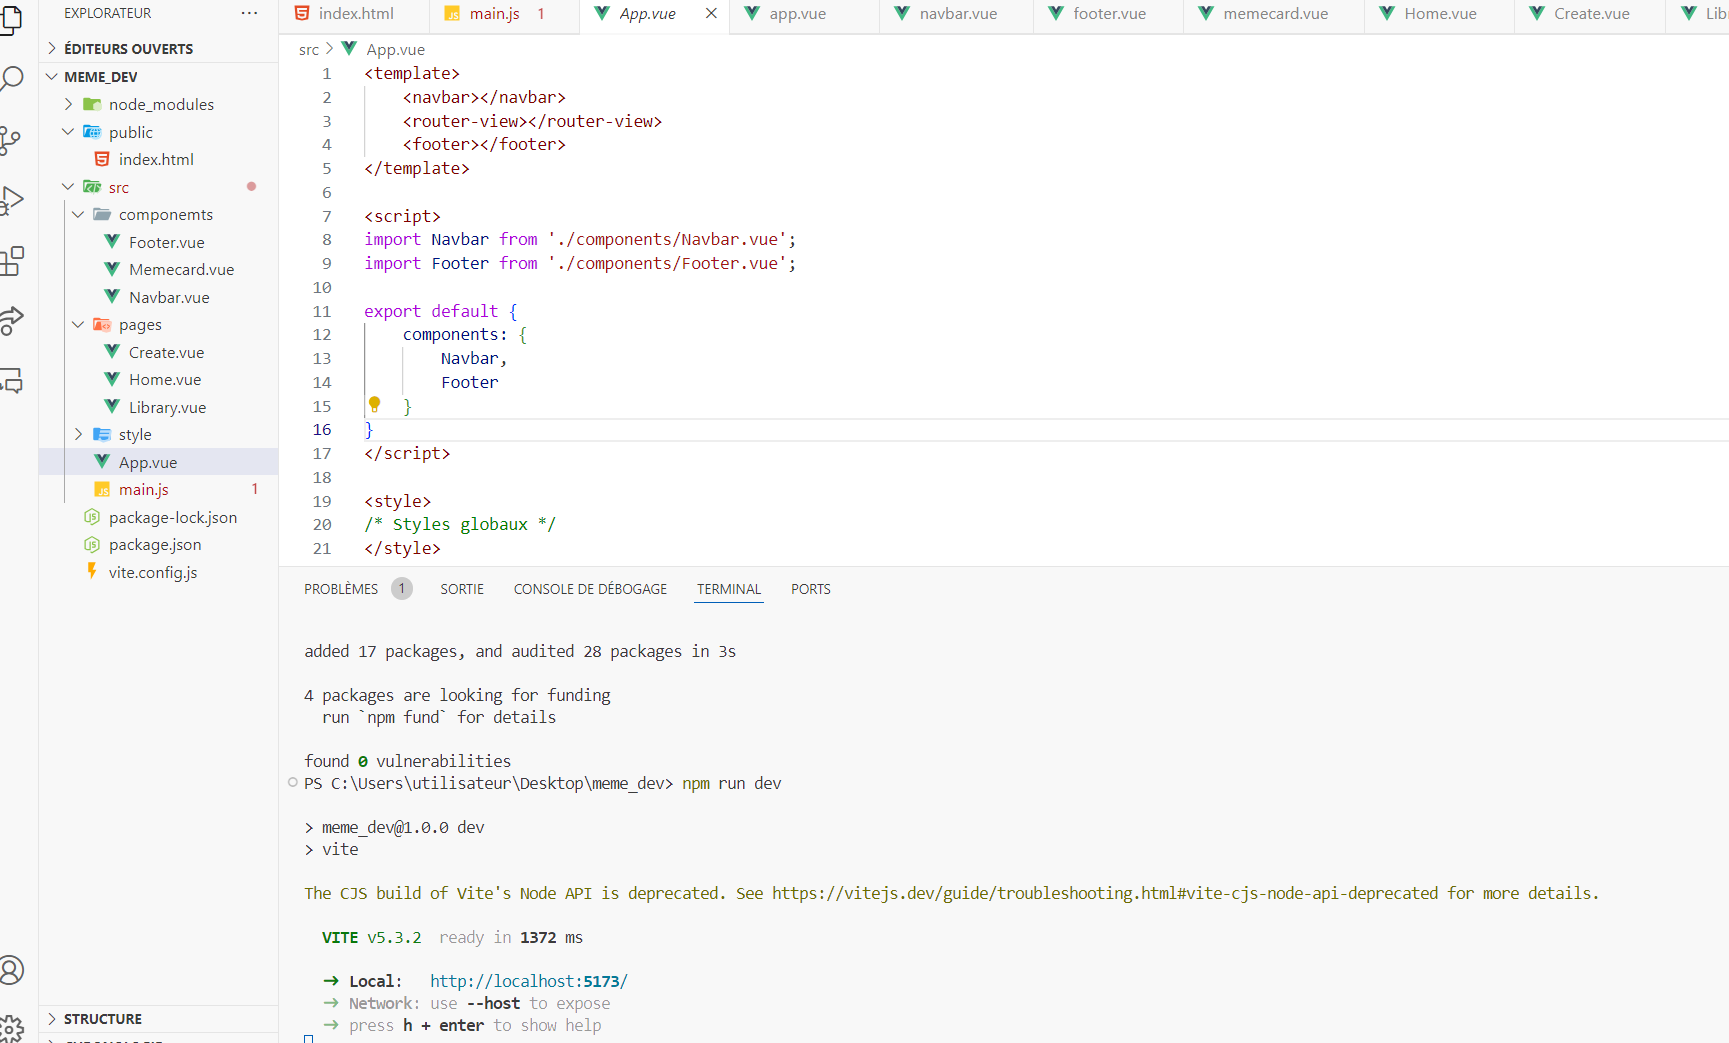 EXPLORATEUR
ÉDITEURS OUVERTS
MEME_DEV
node_modules
public
index.html
src
componemts
Footer.vue
Memecard.vue
Navbar.vue
pages
Create.vue
Home.vue
Library.vue
style
App.vue
main.js 1
package-lock.json
package.json
vite.config.js
STRUCTURE
index.html
main.js 1
App.vue
app.vue
navbar.vue
footer.vue
memecard.vue
Home.vue
Create.vue
src > App.vue
1 <template>
2 <navbar></navbar>
3 <router-view></router-view>
4 <footer></footer>
5 </template>
6
7 <script>
8 import Navbar from './components/Navbar.vue';
9 import Footer from './components/Footer.vue';
10
11 export default {
12 components: {
13 Navbar,
14 Footer
15 }
16 }
17 </script>
18
19 <style>
20 /* Styles globaux */
21 </style>
PROBLÈMES 1 SORTIE CONSOLE DE DÉBOGAGE TERMINAL PORTS
added 17 packages, and audited 28 packages in 3s
4 packages are looking for funding
run `npm fund` for details
found 0 vulnerabilities
PS C:\Users\utilisateur\Desktop\meme_dev> npm run dev
> meme_dev@1.0.0 dev
> vite
The CJS build of Vite's Node API is deprecated. See https://vitejs.dev/guide/troubleshooting.html#vite-cjs-node-api-deprecated for more details.
VITE v5.3.2 ready in 1372 ms
➜ Local: http://localhost:5173/
➜ Network: use --host to expose
➜ press h + enter to show help